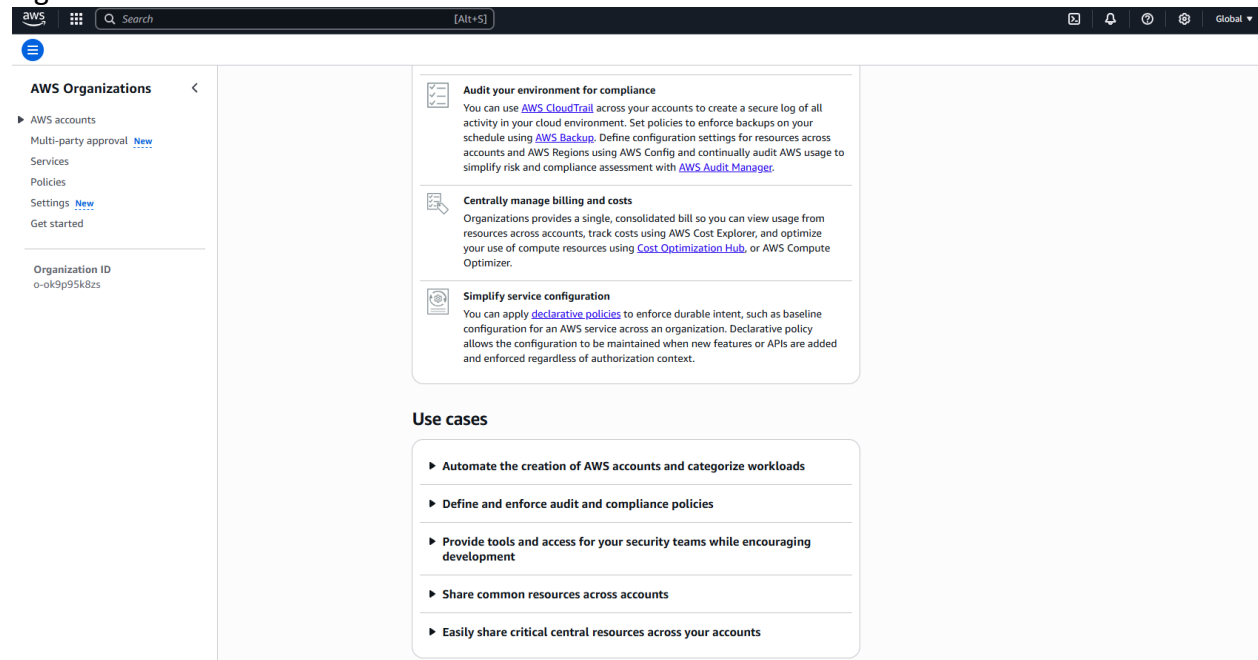 aws
Search
[Alt+S]
Global
AWS Organizations
AWS accounts
Multi-party approval New
Services
Policies
Settings New
Get started
Organization ID
o-ok9p95k8zs
Audit your environment for compliance
You can use AWS CloudTrail across your accounts to create a secure log of all
activity in your cloud environment. Set policies to enforce backups on your
schedule using AWS Backup. Define configuration settings for resources across
accounts and AWS Regions using AWS Config and continually audit AWS usage to
simplify risk and compliance assessment with AWS Audit Manager.
Centrally manage billing and costs
Organizations provides a single, consolidated bill so you can view usage from
resources across accounts, track costs using AWS Cost Explorer, and optimize
your use of compute resources using Cost Optimization Hub, or AWS Compute
Optimizer.
Simplify service configuration
You can apply declarative policies to enforce durable intent, such as baseline
configuration for an AWS service across an organization. Declarative policy
allows the configuration to be maintained when new features or APIs are added
and enforced regardless of authorization context.
Use cases
Automate the creation of AWS accounts and categorize workloads
Define and enforce audit and compliance policies
Provide tools and access for your security teams while encouraging
development
Share common resources across accounts
Easily share critical central resources across your accounts